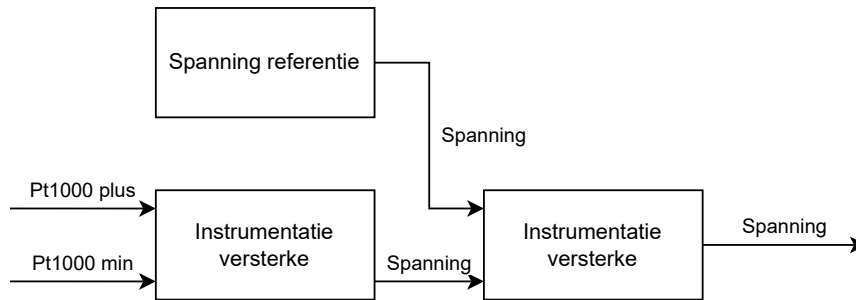 Spanning referentie
Spanning
Pt1000 plus
Instrumentatie
versterke
Pt1000 min
Spanning
Instrumentatie
versterke
Spanning